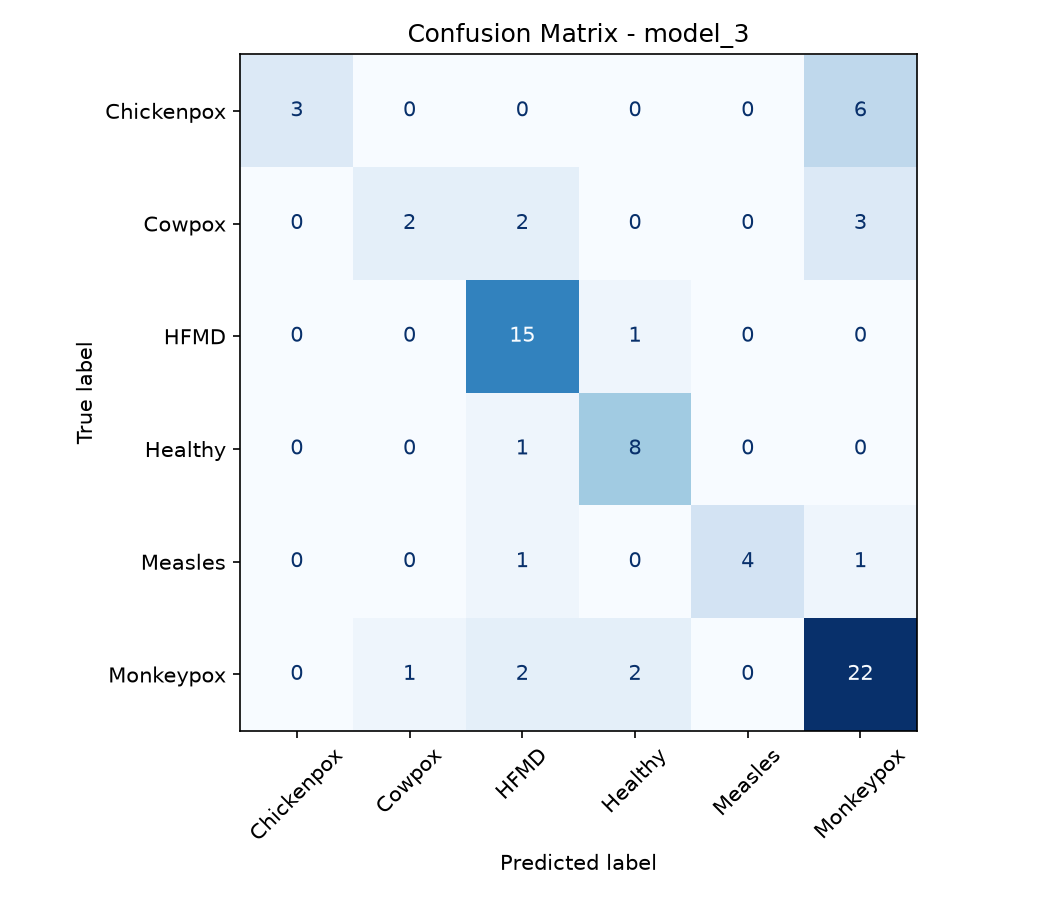 Confusion Matrix - model_3
True label
Chickenpox 3 0 0 0 0 6
Cowpox 0 2 2 0 0 3
HFMD 0 0 15 1 0 0
Healthy 0 0 1 8 0 0
Measles 0 0 1 0 4 1
Monkeypox 0 1 2 2 0 22
Chickenpox Cowpox HFMD Healthy Measles Monkeypox
Predicted label